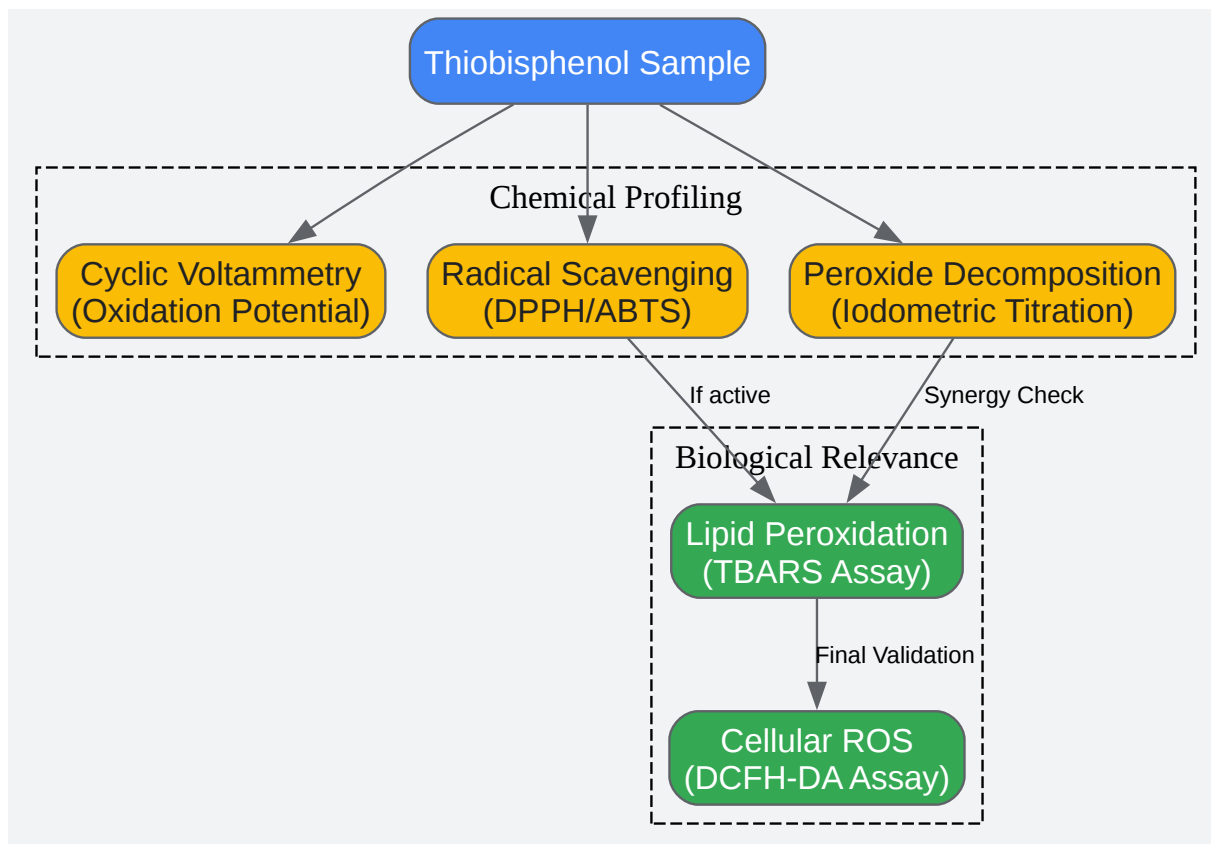 Thiobisphenol Sample
Chemical Profiling
Cyclic Voltammetry
(Oxidation Potential)
Radical Scavenging
(DPPH/ABTS)
Peroxide Decomposition
(Iodometric Titration)
If active
Synergy Check
Biological Relevance
Lipid Peroxidation
(TBARS Assay)
Final Validation
Cellular ROS
(DCFH-DA Assay)